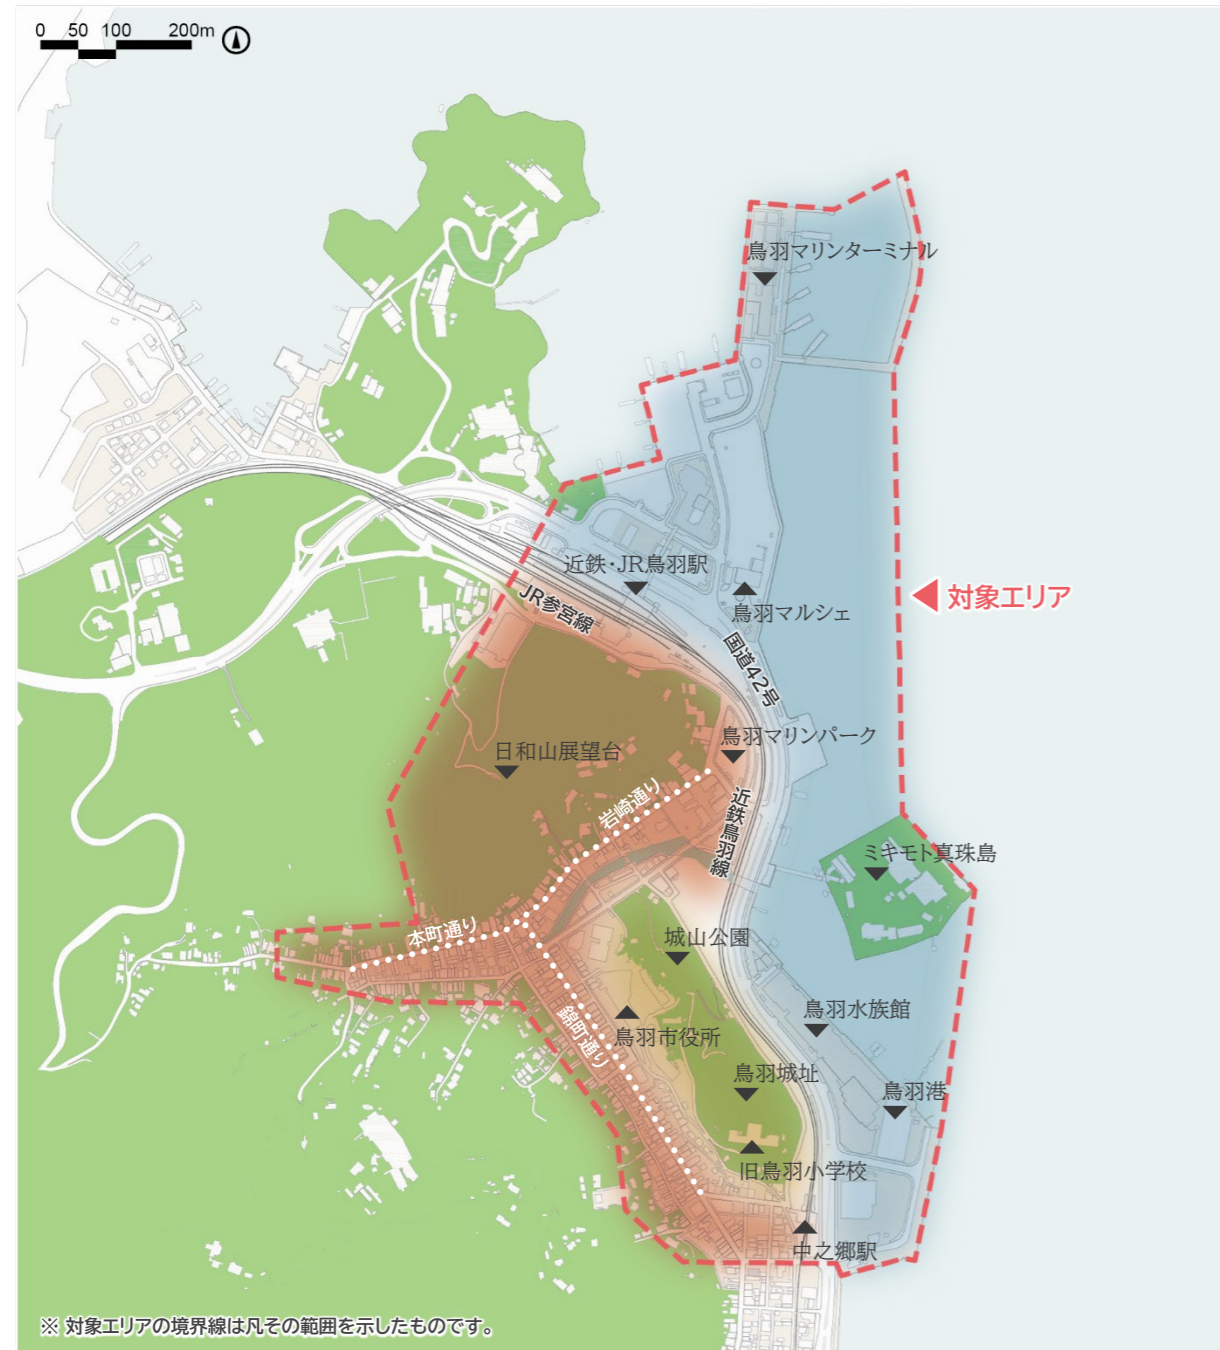 0 50 100 200m
鳥羽マリンターミナル
近鉄・JR鳥羽駅
JR参宮線
鳥羽マルシェ
対象エリア
国道42号
鳥羽マリンパーク
日和山展望台
岩崎通り
近鉄鳥羽線
ミキモト真珠島
本町通り
城山公園
鳥羽水族館
鳥羽市役所
錦町通り
鳥羽城址
鳥羽港
旧鳥羽小学校
中之郷駅
※ 対象エリアの境界線は凡その範囲を示したものです。